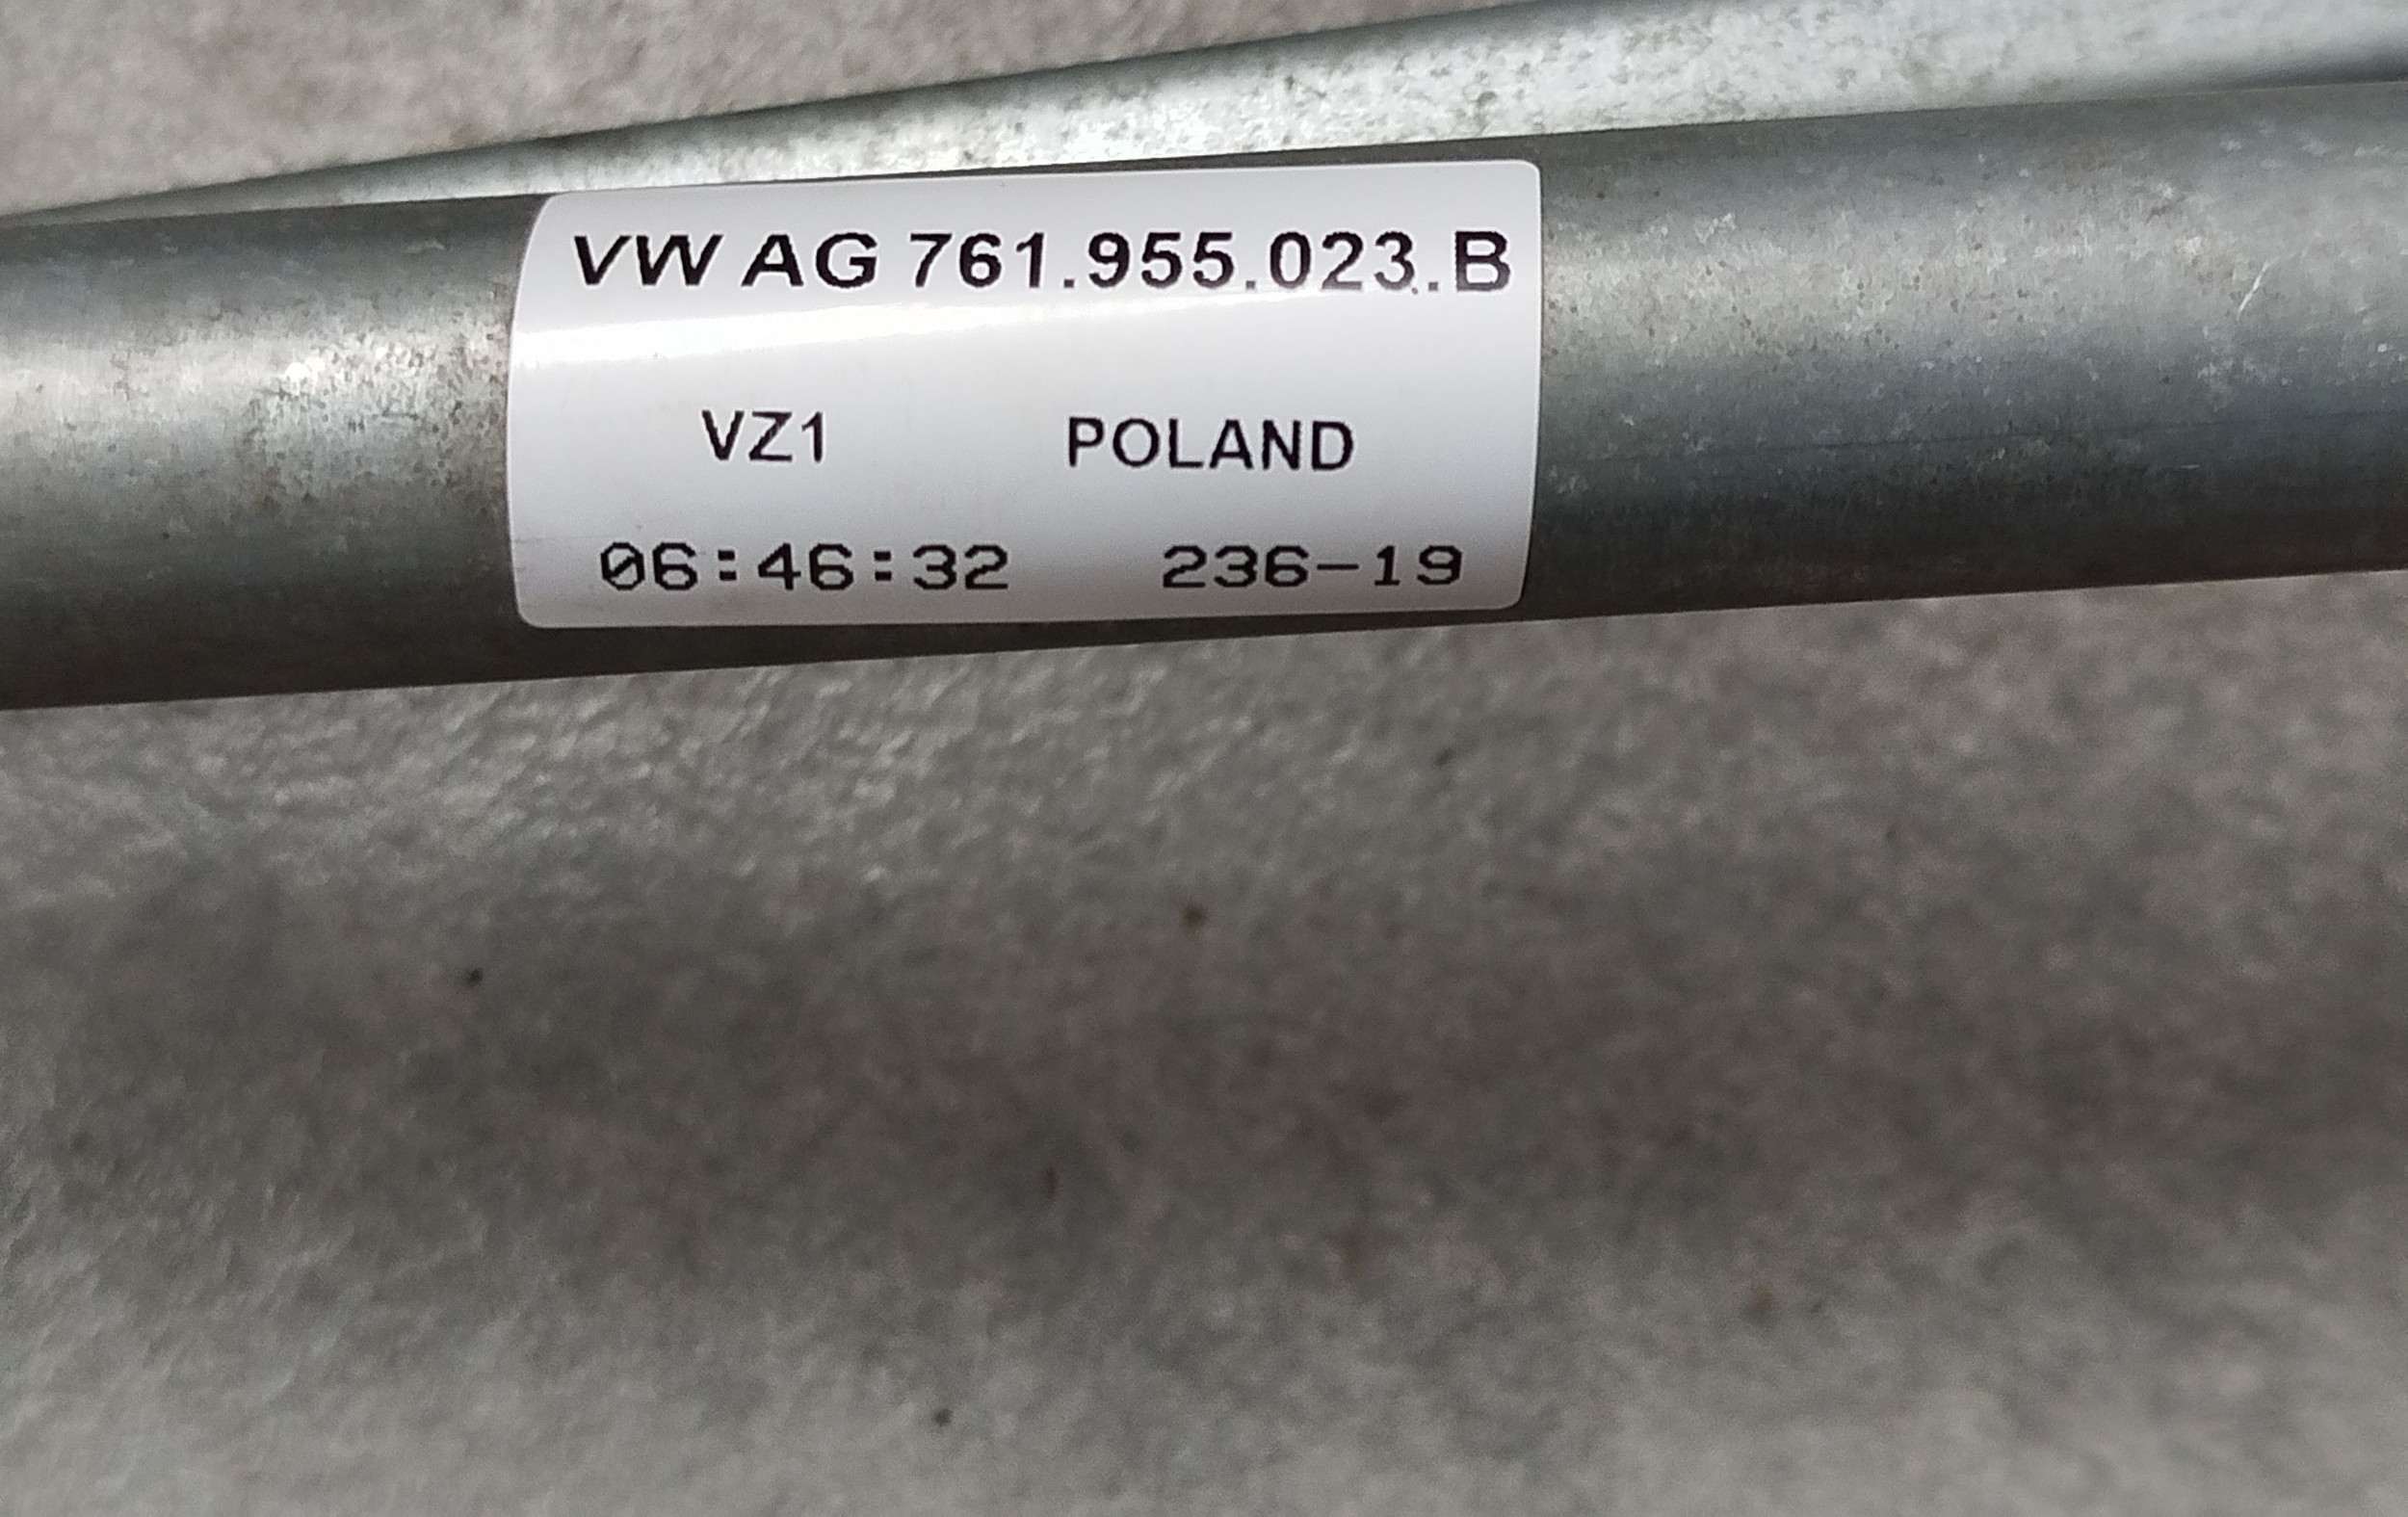 VW AG 761.955.023..B
VZ1 POLAND
06:46:32 236-19